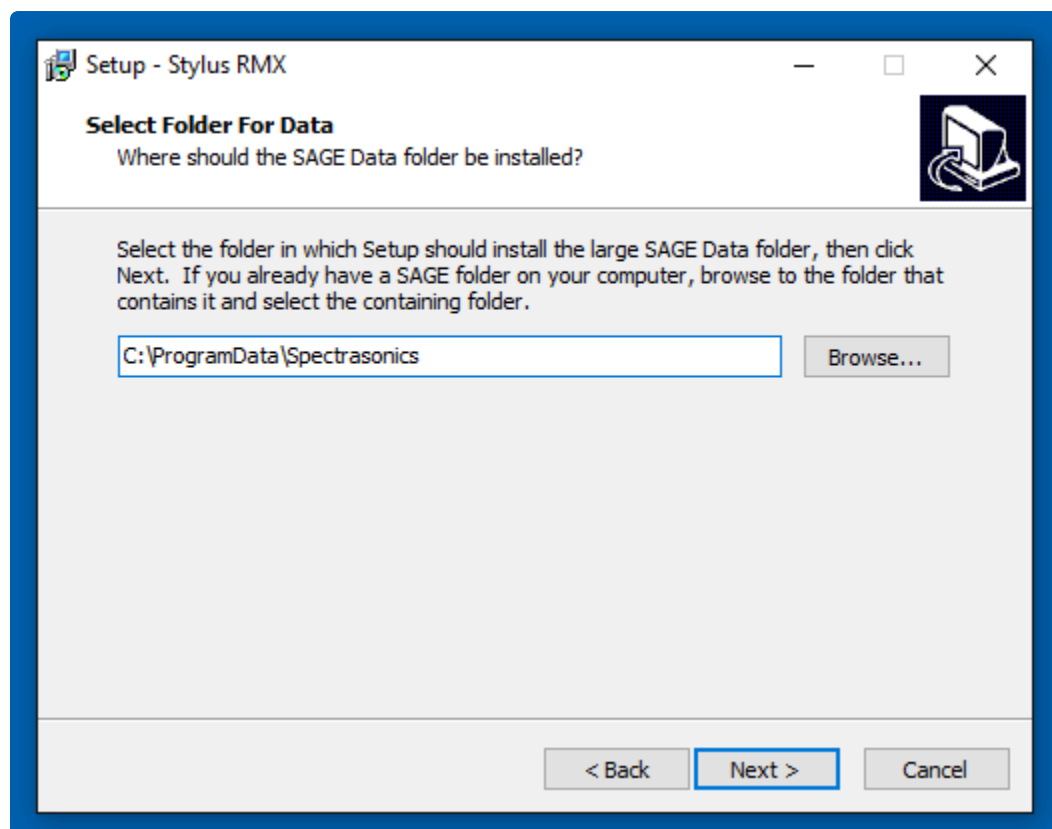 Setup - Stylus RMX
Select Folder For Data
Where should the SAGE Data folder be installed?
Select the folder in which Setup should install the large SAGE Data folder, then click
Next.  If you already have a SAGE folder on your computer, browse to the folder that
contains it and select the containing folder.
C:\ProgramData\Spectrasonics
Browse...
< Back
Next >
Cancel